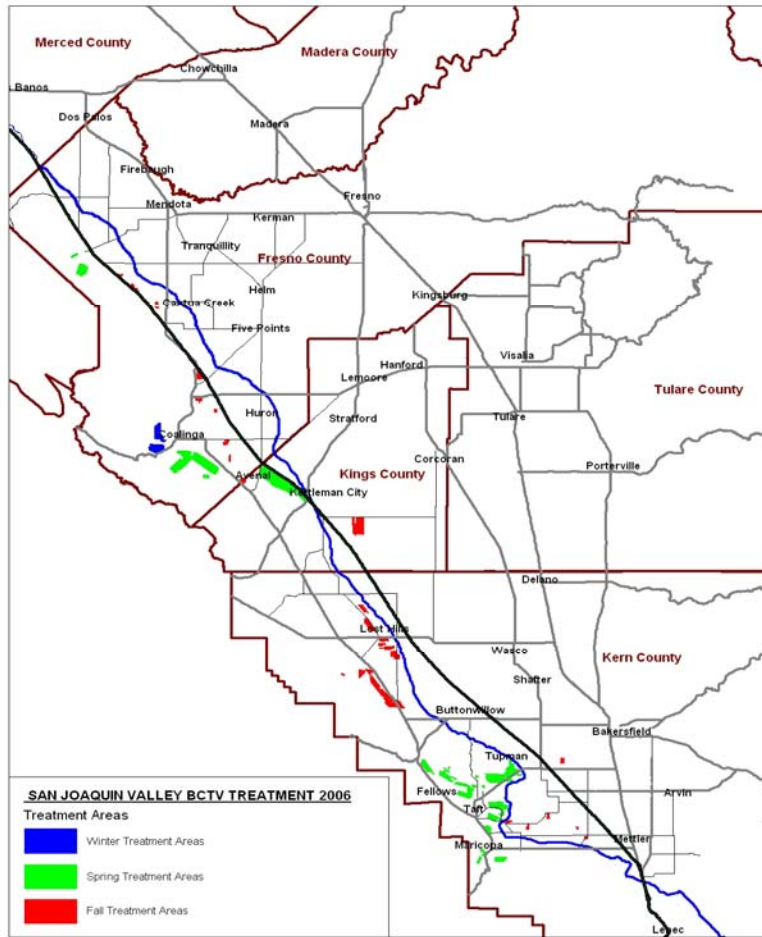 Merced County
Madera County
Chowchilla
Banos
Dos Palos
Madera
Firebaugh
Mendota
Fresno
Kerman
Tranquillity
Fresno County
Helm
Kingsburg
Cantua Creek
Five Points
Visalia
Hanford
Lemoore
Tulare County
Huron
Stratford
Tulare
Coalinga
Corcoran
Porterville
Avenal
Kings County
Kettleman City
Delano
Lost Hills
Wasco
Kern County
Shafter
Buttonwillow
Bakersfield
Tupman
Fellows
Arvin
Taft
Mettler
Maricopa
Lebec
SAN JOAQUIN VALLEY BCTV TREATMENT 2006
Treatment Areas
Winter Treatment Areas
Spring Treatment Areas
Fall Treatment Areas